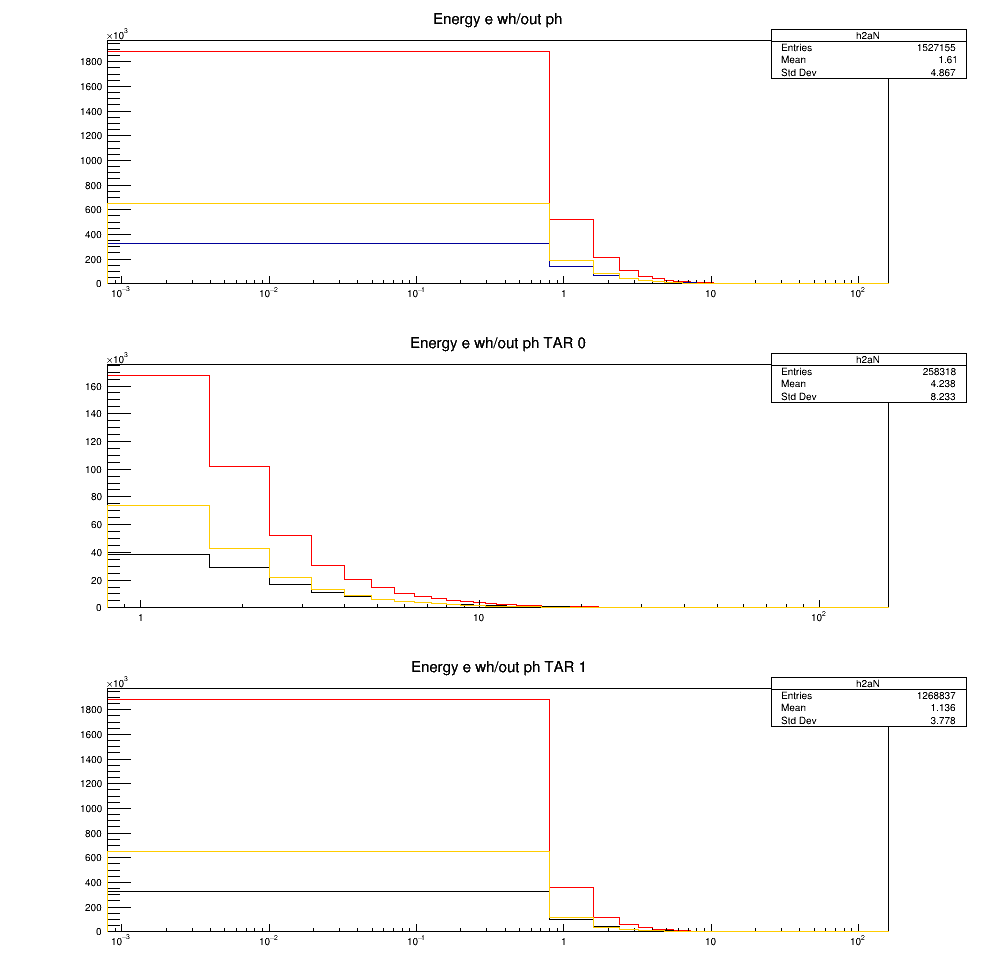 Energy e wh/out ph
×10³
h2aN
Entries 1527155
Mean 1.61
Std Dev 4.867
1800
1600
1400
1200
1000
800
600
400
200
0
10⁻³ 10⁻² 10⁻¹ 1 10 10²
Energy e wh/out ph TAR 0
×10³
h2aN
Entries 258318
Mean 4.238
Std Dev 8.233
160
140
120
100
80
60
40
20
0
1 10 10²
Energy e wh/out ph TAR 1
×10³
h2aN
Entries 1268837
Mean 1.136
Std Dev 3.778
1800
1600
1400
1200
1000
800
600
400
200
0
10⁻³ 10⁻² 10⁻¹ 1 10 10²